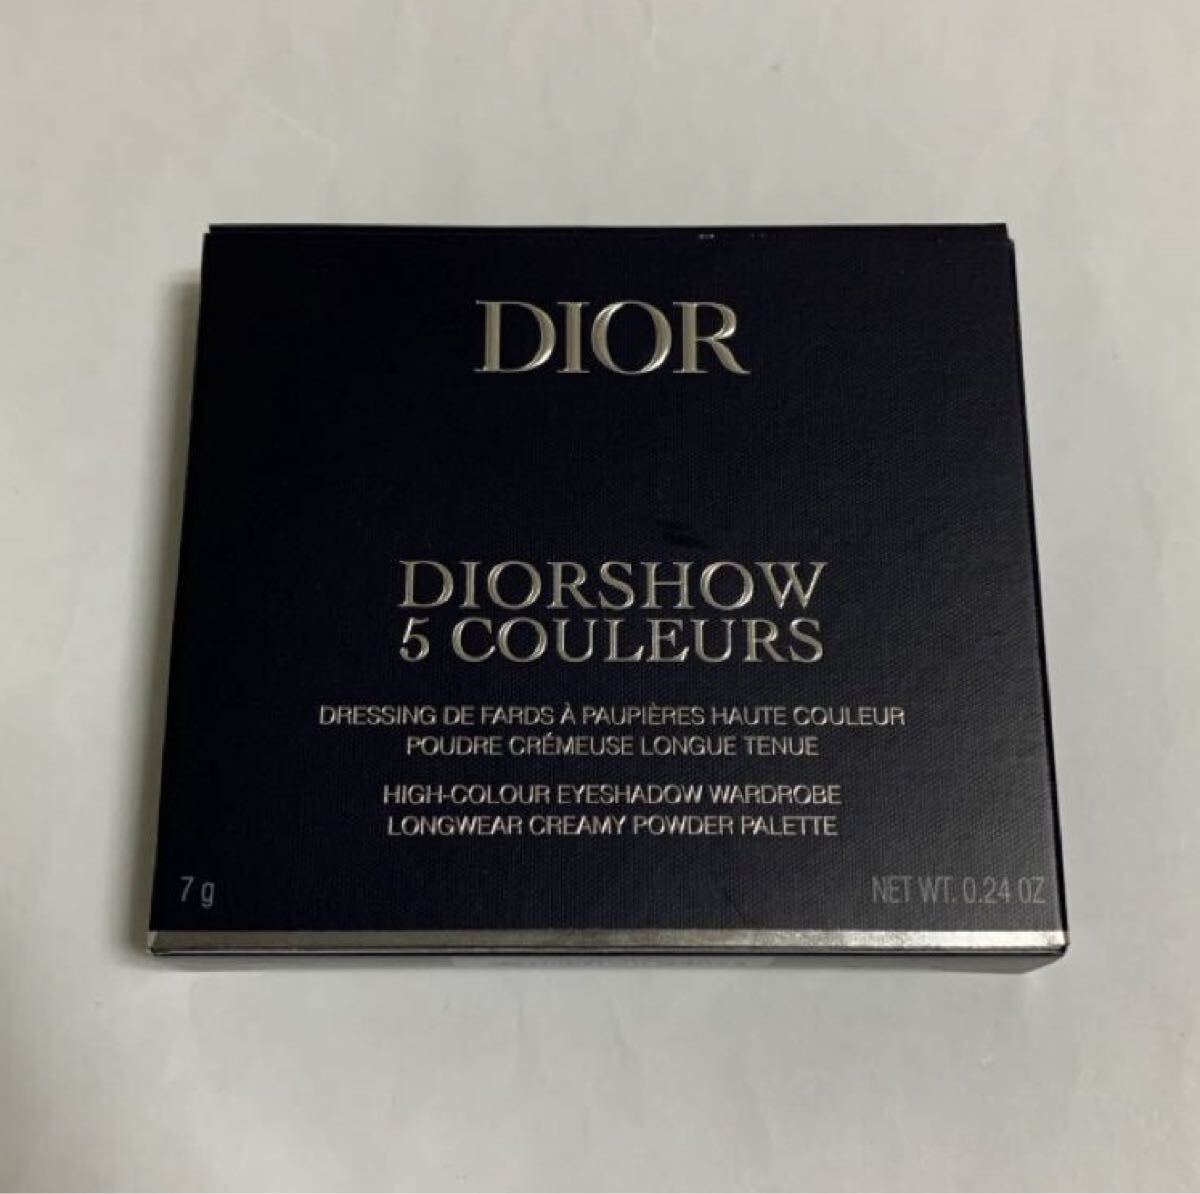 DIOR
DIORSHOW
5 COULEURS
DRESSING DE FARDS À PAUPIÈRES HAUTE COULEUR
POUDRE CRÉMEUSE LONGUE TENUE
HIGH-COLOUR EYESHADOW WARDROBE
LONGWEAR CREAMY POWDER PALETTE
7 g
NET WT. 0.24 OZ